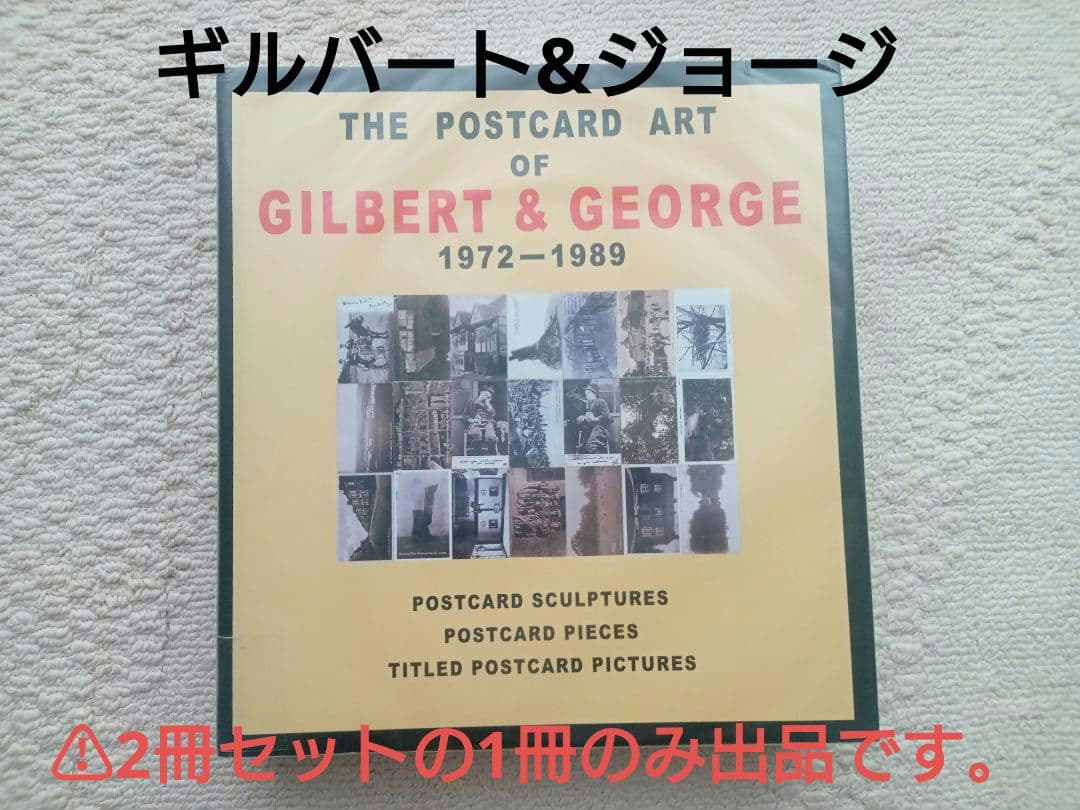 ギルバート&ジョージ
THE POSTCARD ART
OF
GILBERT & GEORGE
1972—1989
POSTCARD SCULPTURES
POSTCARD PIECES
TITLED POSTCARD PICTURES
⚠2冊セットの1冊のみ出品です。